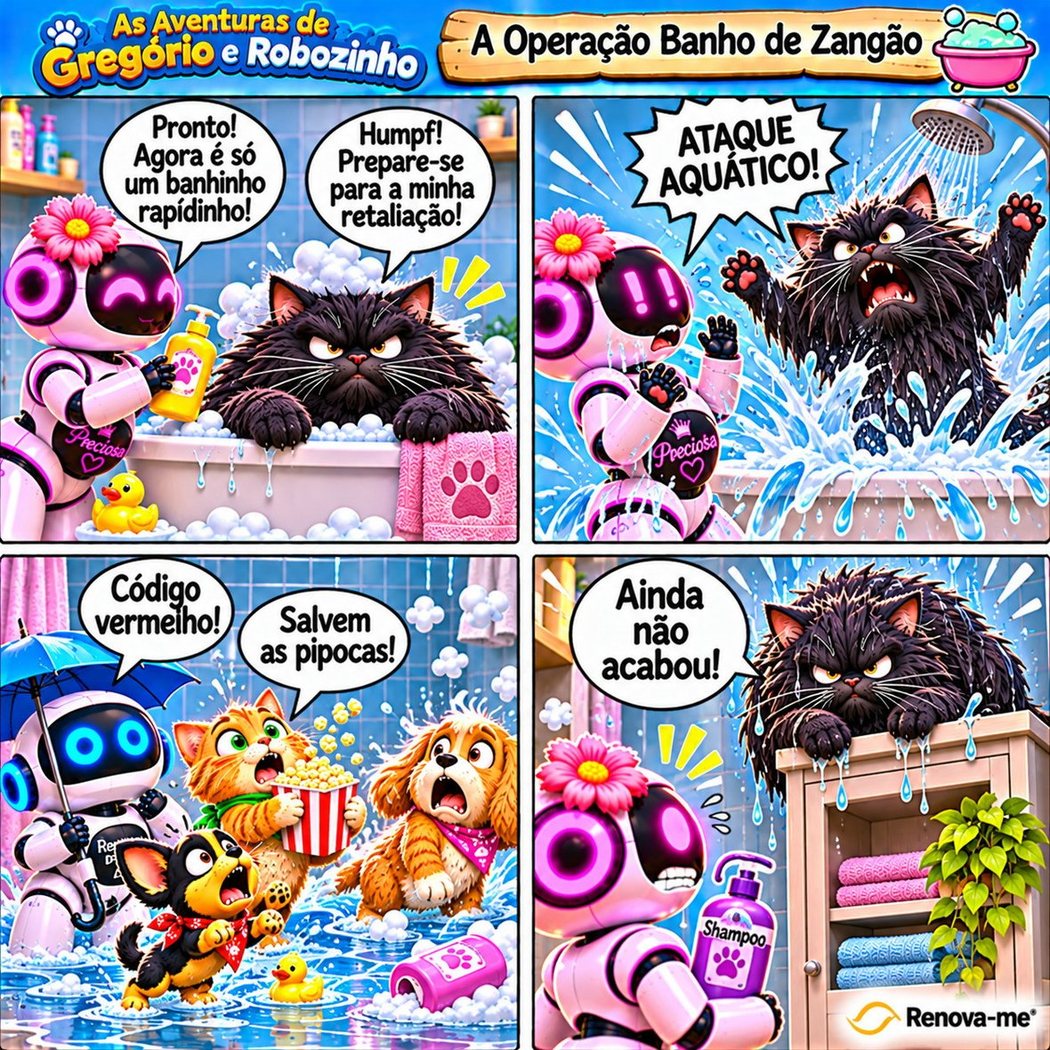 As Aventuras de
Gregório e Robozinho
A Operação Banho de Zangão
Pronto!
Agora é só
um banhinho
rapídinho!
Humpf!
Prepare-se
para a minha
retaliação!
Preciosa
ATAQUE
AQUÁTICO!
Preciosa
Código
vermelho!
Salvem
as pipocas!
Ainda
não
acabou!
Shampoo
Renova-me®